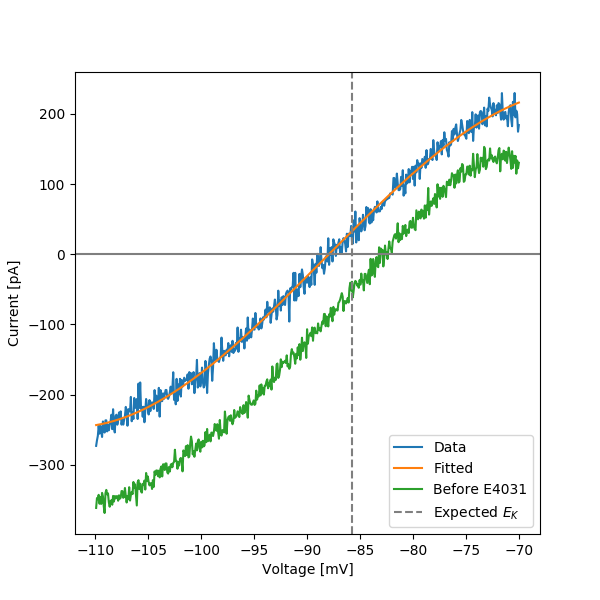 200
100
0
−100
−200
−300
Current [pA]
−110
−105
−100
−95
−90
−85
−80
−75
−70
Voltage [mV]
Data
Fitted
Before E4031
Expected E_K